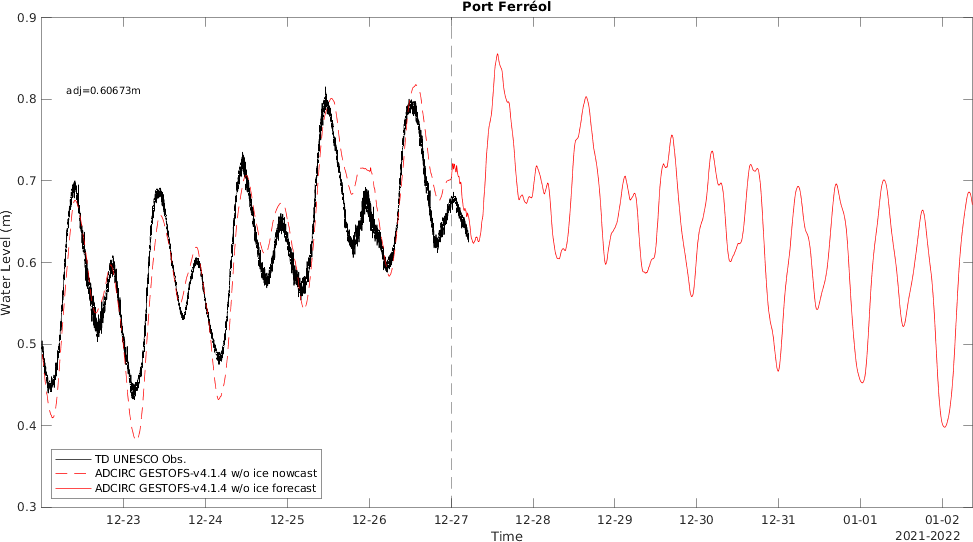 Port Ferréol
0.9
0.8
0.7
0.6
0.5
0.4
0.3
Water Level (m)
adj=0.60673m
TD UNESCO Obs.
ADCIRC GESTOFS-v4.1.4 w/o ice nowcast
ADCIRC GESTOFS-v4.1.4 w/o ice forecast
12-23 12-24 12-25 12-26 12-27 12-28 12-29 12-30 12-31 01-01 01-02
Time
2021-2022